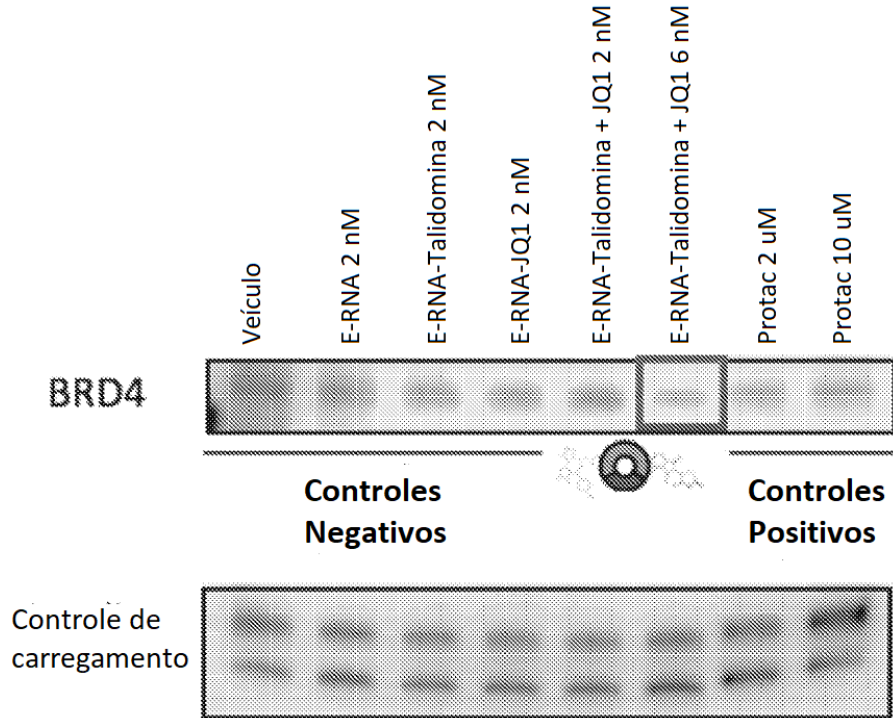 Veículo
E-RNA 2 nM
E-RNA-Talidomina 2 nM
E-RNA-JQ1 2 nM
E-RNA-Talidomina + JQ1 2 nM
E-RNA-Talidomina + JQ1 6 nM
Protac 2 uM
Protac 10 uM
BRD4
Controles
Negativos
Controles
Positivos
Controle de
carregamento